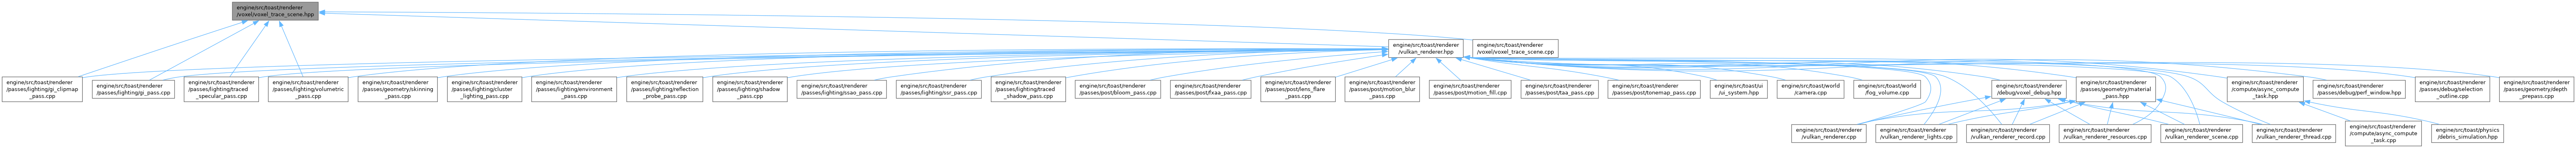 engine/src/toast/renderer
/voxel/voxel_trace_scene.hpp
engine/src/toast/renderer
/vulkan_renderer.hpp
engine/src/toast/renderer
/voxel/voxel_trace_scene.cpp
engine/src/toast/renderer
/passes/lighting/gi_clipmap
_pass.cpp
engine/src/toast/renderer
/passes/lighting/gi_pass.cpp
engine/src/toast/renderer
/passes/lighting/traced
_specular_pass.cpp
engine/src/toast/renderer
/passes/lighting/volumetric
_pass.cpp
engine/src/toast/renderer
/passes/geometry/skinning
_pass.cpp
engine/src/toast/renderer
/passes/lighting/cluster
_lighting_pass.cpp
engine/src/toast/renderer
/passes/lighting/environment
_pass.cpp
engine/src/toast/renderer
/passes/lighting/reflection
_probe_pass.cpp
engine/src/toast/renderer
/passes/lighting/shadow
_pass.cpp
engine/src/toast/renderer
/passes/lighting/ssao_pass.cpp
engine/src/toast/renderer
/passes/lighting/ssr_pass.cpp
engine/src/toast/renderer
/passes/lighting/traced
_shadow_pass.cpp
engine/src/toast/renderer
/passes/post/bloom_pass.cpp
engine/src/toast/renderer
/passes/post/fxaa_pass.cpp
engine/src/toast/renderer
/passes/post/lens_flare
_pass.cpp
engine/src/toast/renderer
/passes/post/motion_blur
_pass.cpp
engine/src/toast/renderer
/passes/post/motion_fill.cpp
engine/src/toast/renderer
/passes/post/taa_pass.cpp
engine/src/toast/renderer
/passes/post/tonemap_pass.cpp
engine/src/toast/ui
/ui_system.hpp
engine/src/toast/world
/camera.cpp
engine/src/toast/world
/fog_volume.cpp
engine/src/toast/renderer
/debug/voxel_debug.hpp
engine/src/toast/renderer
/passes/geometry/material
_pass.hpp
engine/src/toast/renderer
/compute/async_compute
_task.hpp
engine/src/toast/renderer
/passes/debug/perf_window.hpp
engine/src/toast/renderer
/passes/debug/selection
_outline.cpp
engine/src/toast/renderer
/passes/geometry/depth
_prepass.cpp
engine/src/toast/renderer
/vulkan_renderer.cpp
engine/src/toast/renderer
/vulkan_renderer_lights.cpp
engine/src/toast/renderer
/vulkan_renderer_record.cpp
engine/src/toast/renderer
/vulkan_renderer_resources.cpp
engine/src/toast/renderer
/vulkan_renderer_scene.cpp
engine/src/toast/renderer
/vulkan_renderer_thread.cpp
engine/src/toast/renderer
/compute/async_compute
_task.cpp
engine/src/toast/physics
/debris_simulation.hpp